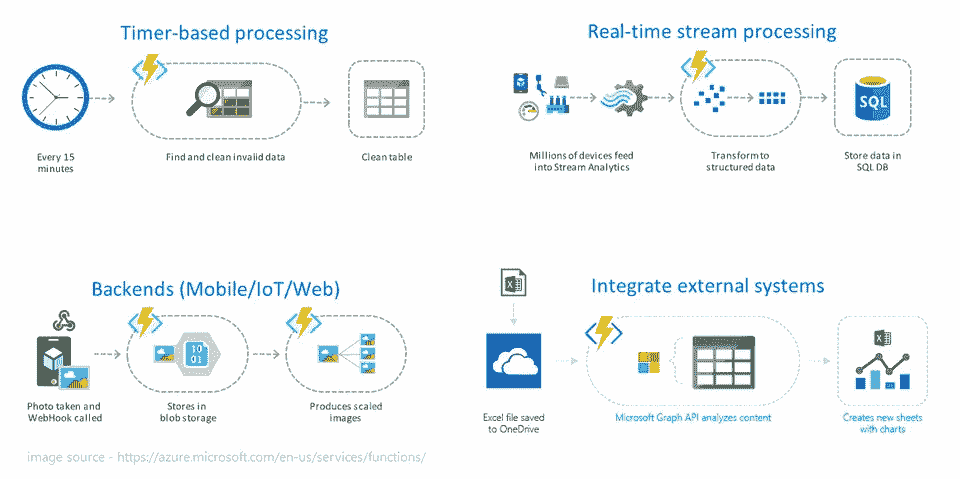 Timer-based processing
Every 15
minutes
Find and clean invalid data
Clean table
Real-time stream processing
SQL
Millions of devices feed
into Stream Analytics
Transform to
structured data
Store data in
SQL DB
Backends (Mobile/IoT/Web)
10
01
Photo taken and
WebHook called
Stores in
blob storage
Produces scaled
images
Integrate external systems
X
X
Excel file saved
to OneDrive
Microsoft Graph API analyzes content
Creates new sheets
with charts
image source - https://azure.microsoft.com/en-us/services/functions/